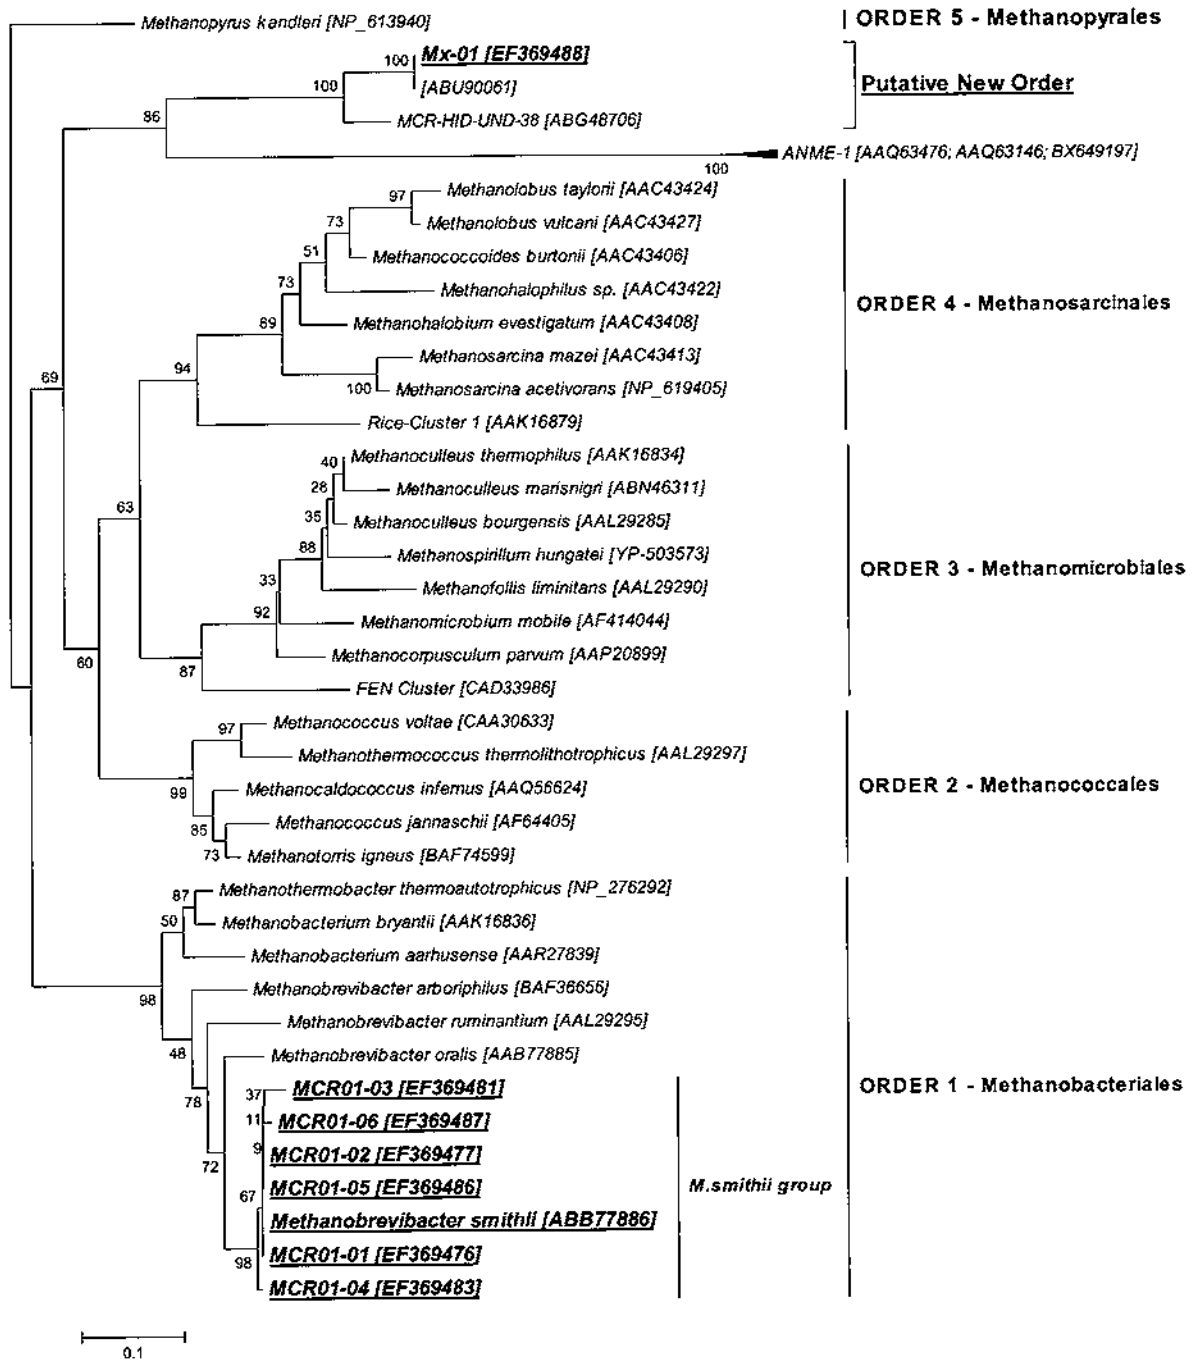 Methanopyrus kandleri [NP_613940]
ORDER 5 - Methanopyrales
Mx-01 [EF369488]
100
[ABU90061]
100
Putative New Order
MCR-HID-UND-38 [ABG48706]
86
ANME-1 [AAQ63476; AAQ63146; BX649197]
100
Methanolobus taylorii [AAC43424]
97
Methanolobus vulcani [AAC43427]
73
Methanococcoides burtonii [AAC43406]
51
Methanohalophilus sp. [AAC43422]
73
ORDER 4 - Methanosarcinales
Methanohalobium evestigatum [AAC43408]
89
Methanosarcina mazei [AAC43413]
94
100
Methanosarcina acetivorans [NP_619405]
69
Rice-Cluster 1 [AAK16879]
Methanoculleus thermophilus [AAK16834]
40
Methanoculleus marisnigri [ABN46311]
28
63
Methanoculleus bourgensis [AAL29285]
35
Methanospirillum hungatei [YP-503573]
88
ORDER 3 - Methanomicrobiales
Methanofollis liminitans [AAL29290]
33
Methanomicrobium mobile [AF414044]
92
Methanocorpusculum parvum [AAP20899]
60
87
FEN Cluster [CAD33986]
Methanococcus voltae [CAA30633]
97
Methanothermococcus thermolithotrophicus [AAL29297]
99
Methanocaldococcus infernus [AAQ56624]
ORDER 2 - Methanococcales
Methanococcus jannaschii [AF64405]
85
73
Methanotorris igneus [BAF74599]
Methanothermobacter thermoautotrophicus [NP_276292]
87
Methanobacterium bryantii [AAK16836]
50
Methanobacterium aarhusense [AAR27839]
98
Methanobrevibacter arboriphilus [BAF36656]
Methanobrevibacter ruminantium [AAL29295]
48
Methanobrevibacter oralis [AAB77885]
ORDER 1 - Methanobacteriales
37
MCR01-03 [EF369481]
78
11
MCR01-06 [EF369487]
9
MCR01-02 [EF369477]
72
MCR01-05 [EF369486]
M.smithii group
67
Methanobrevibacter smithii [ABB77886]
MCR01-01 [EF369476]
98
MCR01-04 [EF369483]
0.1